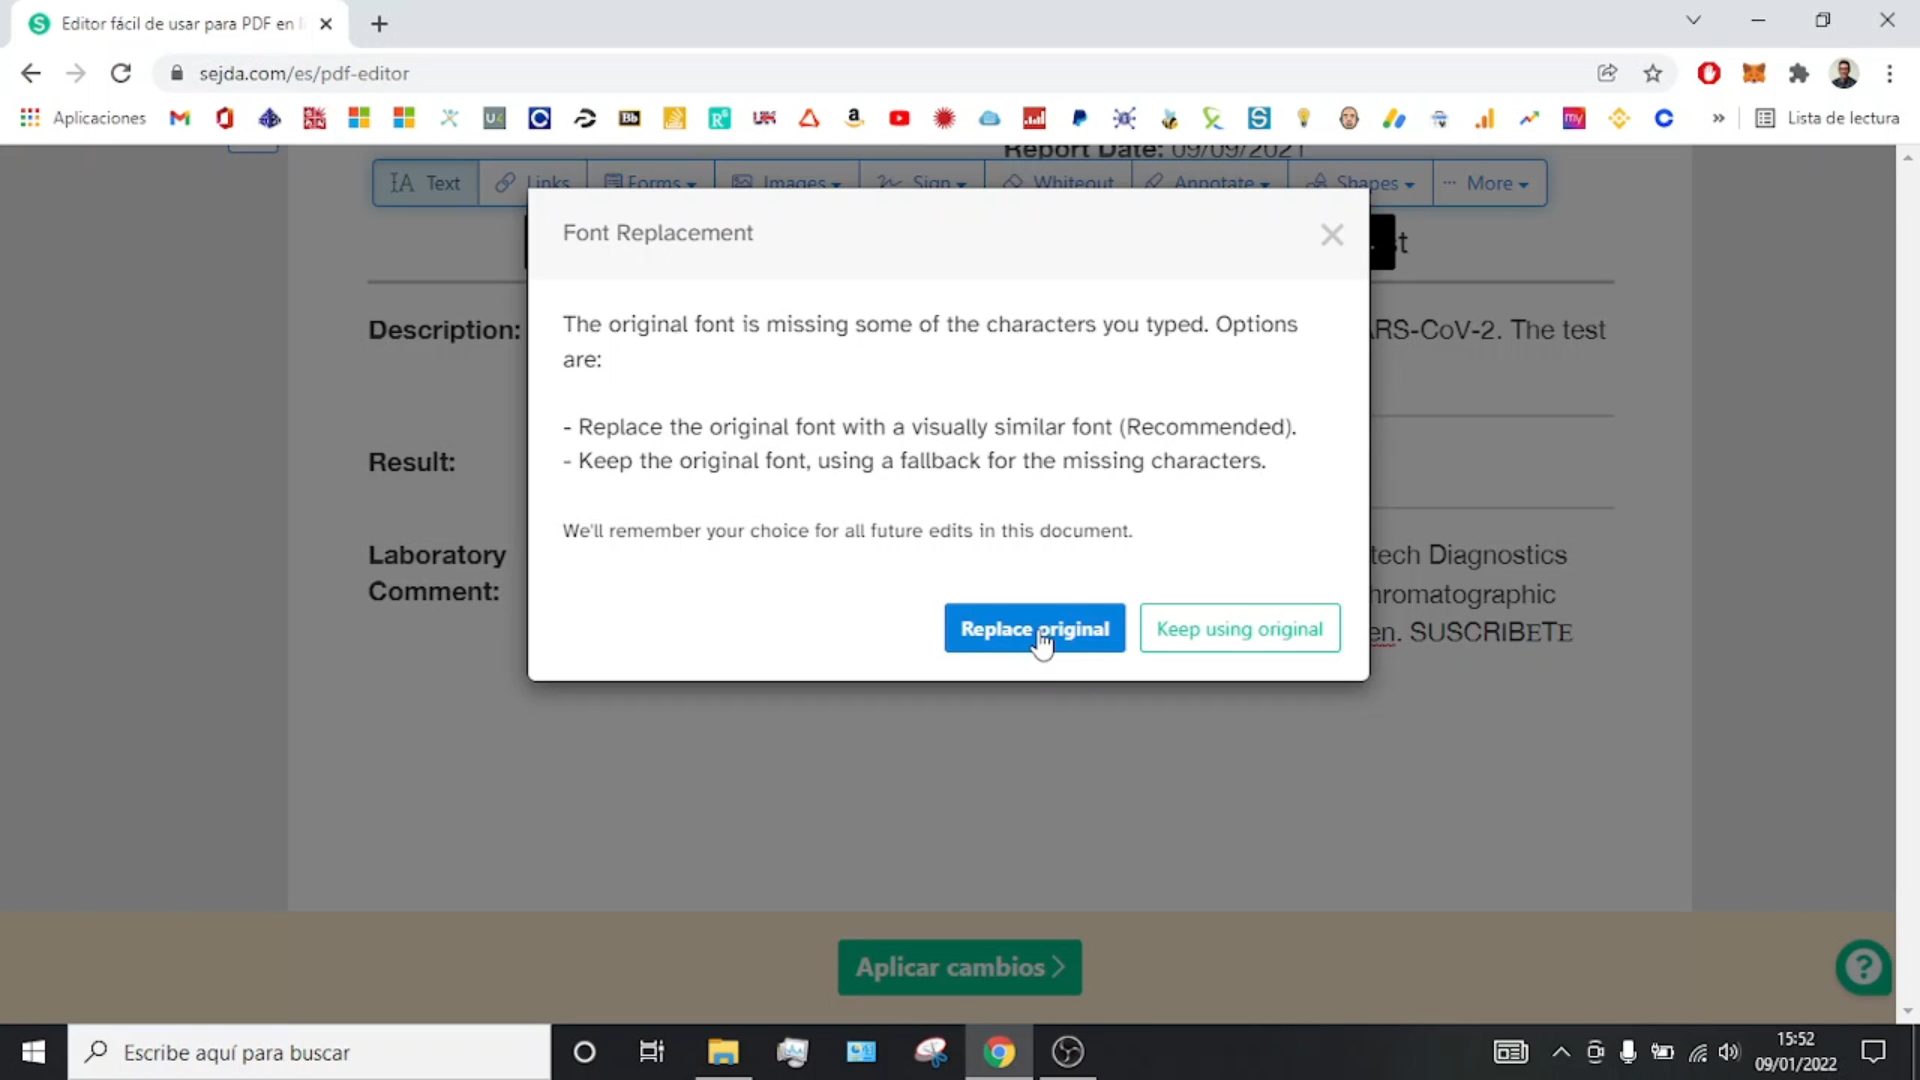 Editor fácil de usar para PDF en lí
sejda.com/es/pdf-editor
Aplicaciones
Bb
my
Lista de lectura
Report Date: 09/09/2021
Text
Links
Forms
Images
Sign
Whiteout
Annotate
Shapes
More
Font Replacement
t
Description:
ARS-CoV-2. The test
The original font is missing some of the characters you typed. Options
are:
- Replace the original font with a visually similar font (Recommended).
- Keep the original font, using a fallback for the missing characters.
Result:
We'll remember your choice for all future edits in this document.
Laboratory
Comment:
tech Diagnostics
hromatographic
en. SUSCRIBETE
Replace original
Keep using original
Aplicar cambios
Escribe aquí para buscar
15:52
09/01/2022